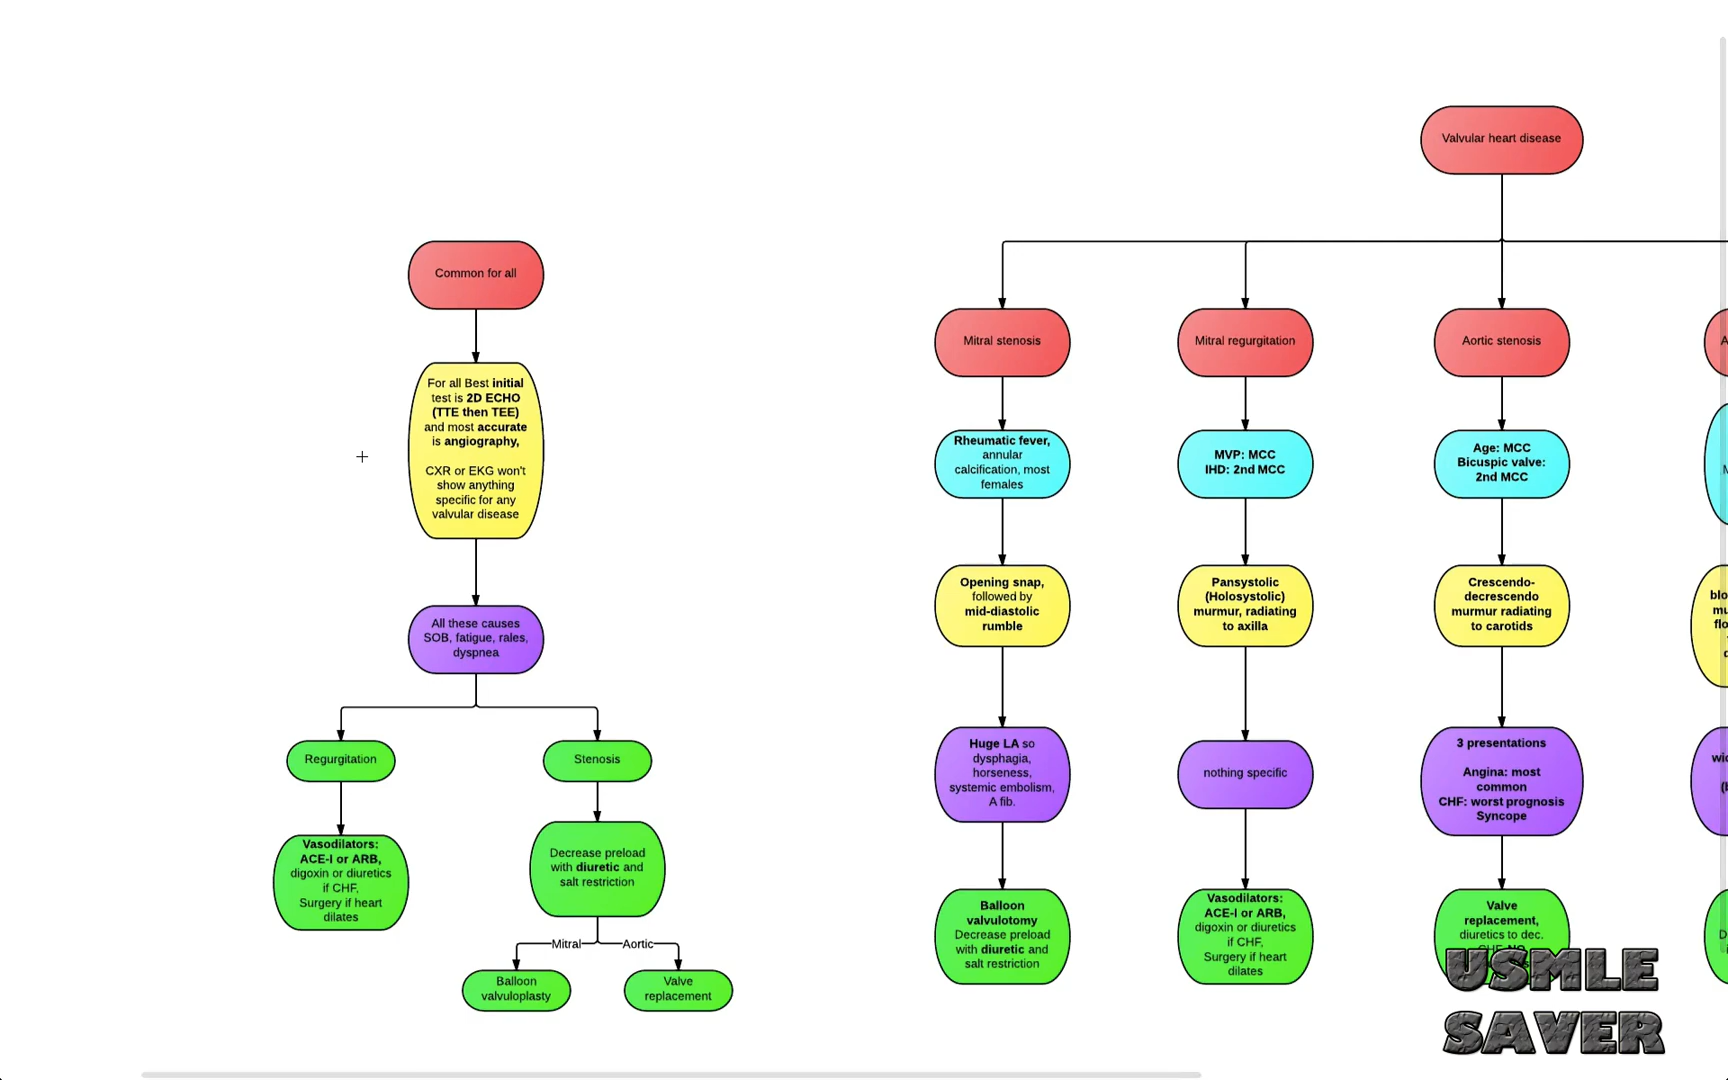 Valvular heart disease
Common for all
For all Best initial
test is 2D ECHO
(TTE then TEE)
and most accurate
is angiography,
CXR or EKG won't
show anything
specific for any
valvular disease
All these causes
SOB, fatigue, rales,
dyspnea
Regurgitation
Vasodilators:
ACE-I or ARB,
digoxin or diuretics
if CHF,
Surgery if heart
dilates
Stenosis
Decrease preload
with diuretic and
salt restriction
Mitral
Aortic
Balloon
valvuloplasty
Valve
replacement
Mitral stenosis
Rheumatic fever,
annular
calcification, most
females
Opening snap,
followed by
mid-diastolic
rumble
Huge LA so
dysphagia,
horseness,
systemic embolism,
A fib.
Balloon
valvulotomy
Decrease preload
with diuretic and
salt restriction
Mitral regurgitation
MVP: MCC
IHD: 2nd MCC
Pansystolic
(Holosystolic)
murmur, radiating
to axilla
nothing specific
Vasodilators:
ACE-I or ARB,
digoxin or diuretics
if CHF,
Surgery if heart
dilates
Aortic stenosis
Age: MCC
Bicuspic valve:
2nd MCC
Crescendo-
decrescendo
murmur radiating
to carotids
3 presentations
Angina: most
common
CHF: worst prognosis
Syncope
Valve
replacement,
diuretics to dec.
CHF, NO
USMLE
SAVER